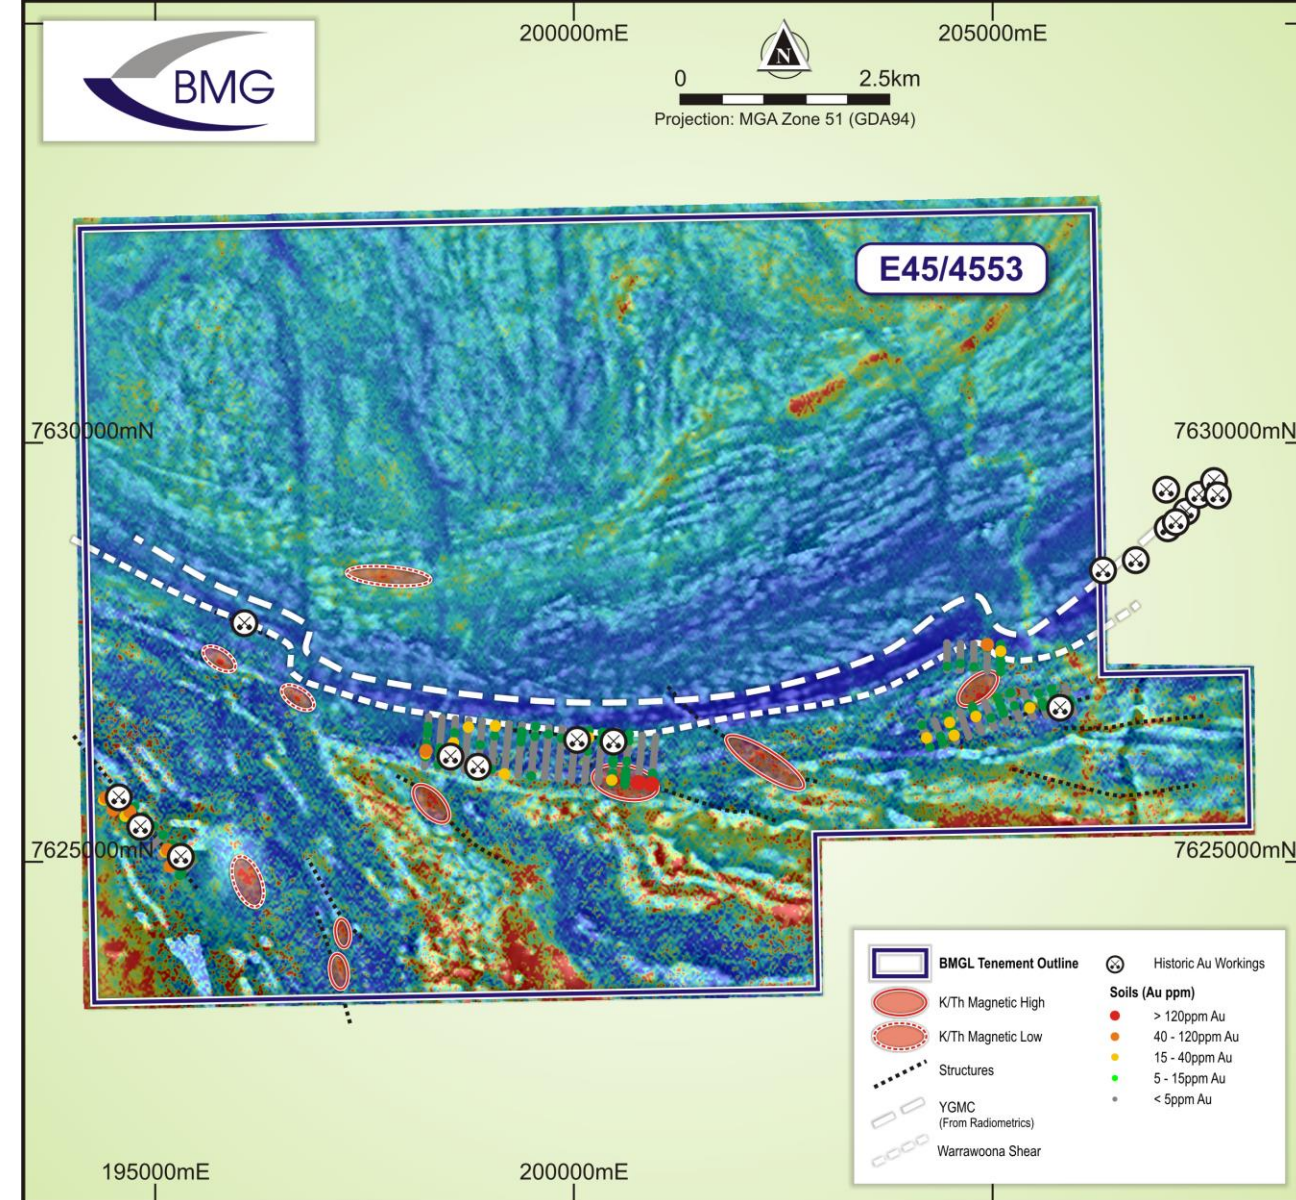 200000mE
205000mE
BMG
N
0
2.5km
Projection: MGA Zone 51 (GDA94)
E45/4553
7630000mN
7630000mN
7625000mN
7625000mN
BMGL Tenement Outline
K/Th Magnetic High
K/Th Magnetic Low
Structures
YGMC
(From Radiometrics)
Warrawoona Shear
Historic Au Workings
Soils (Au ppm)
> 120ppm Au
40 - 120ppm Au
15 - 40ppm Au
5 - 15ppm Au
< 5ppm Au
195000mE
200000mE